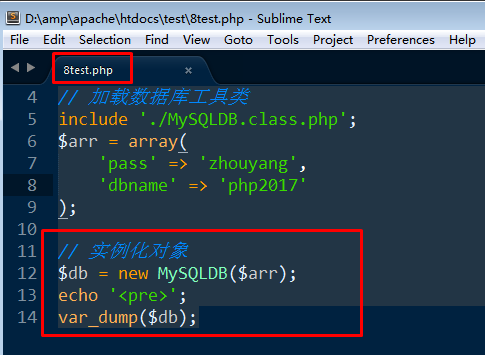 D:\amp\apache\htdocs\test\8test.php - Sublime Text
File Edit Selection Find View Goto Tools Project Preferences Help
8test.php ×
4 // 加载数据库工具类
5 include './MySQLDB.class.php';
6 $arr = array(
7 'pass' => 'zhouyang',
8 'dbname' => 'php2017'
9 );
10
11 // 实例化对象
12 $db = new MySQLDB($arr);
13 echo '<pre>';
14 var_dump($db);